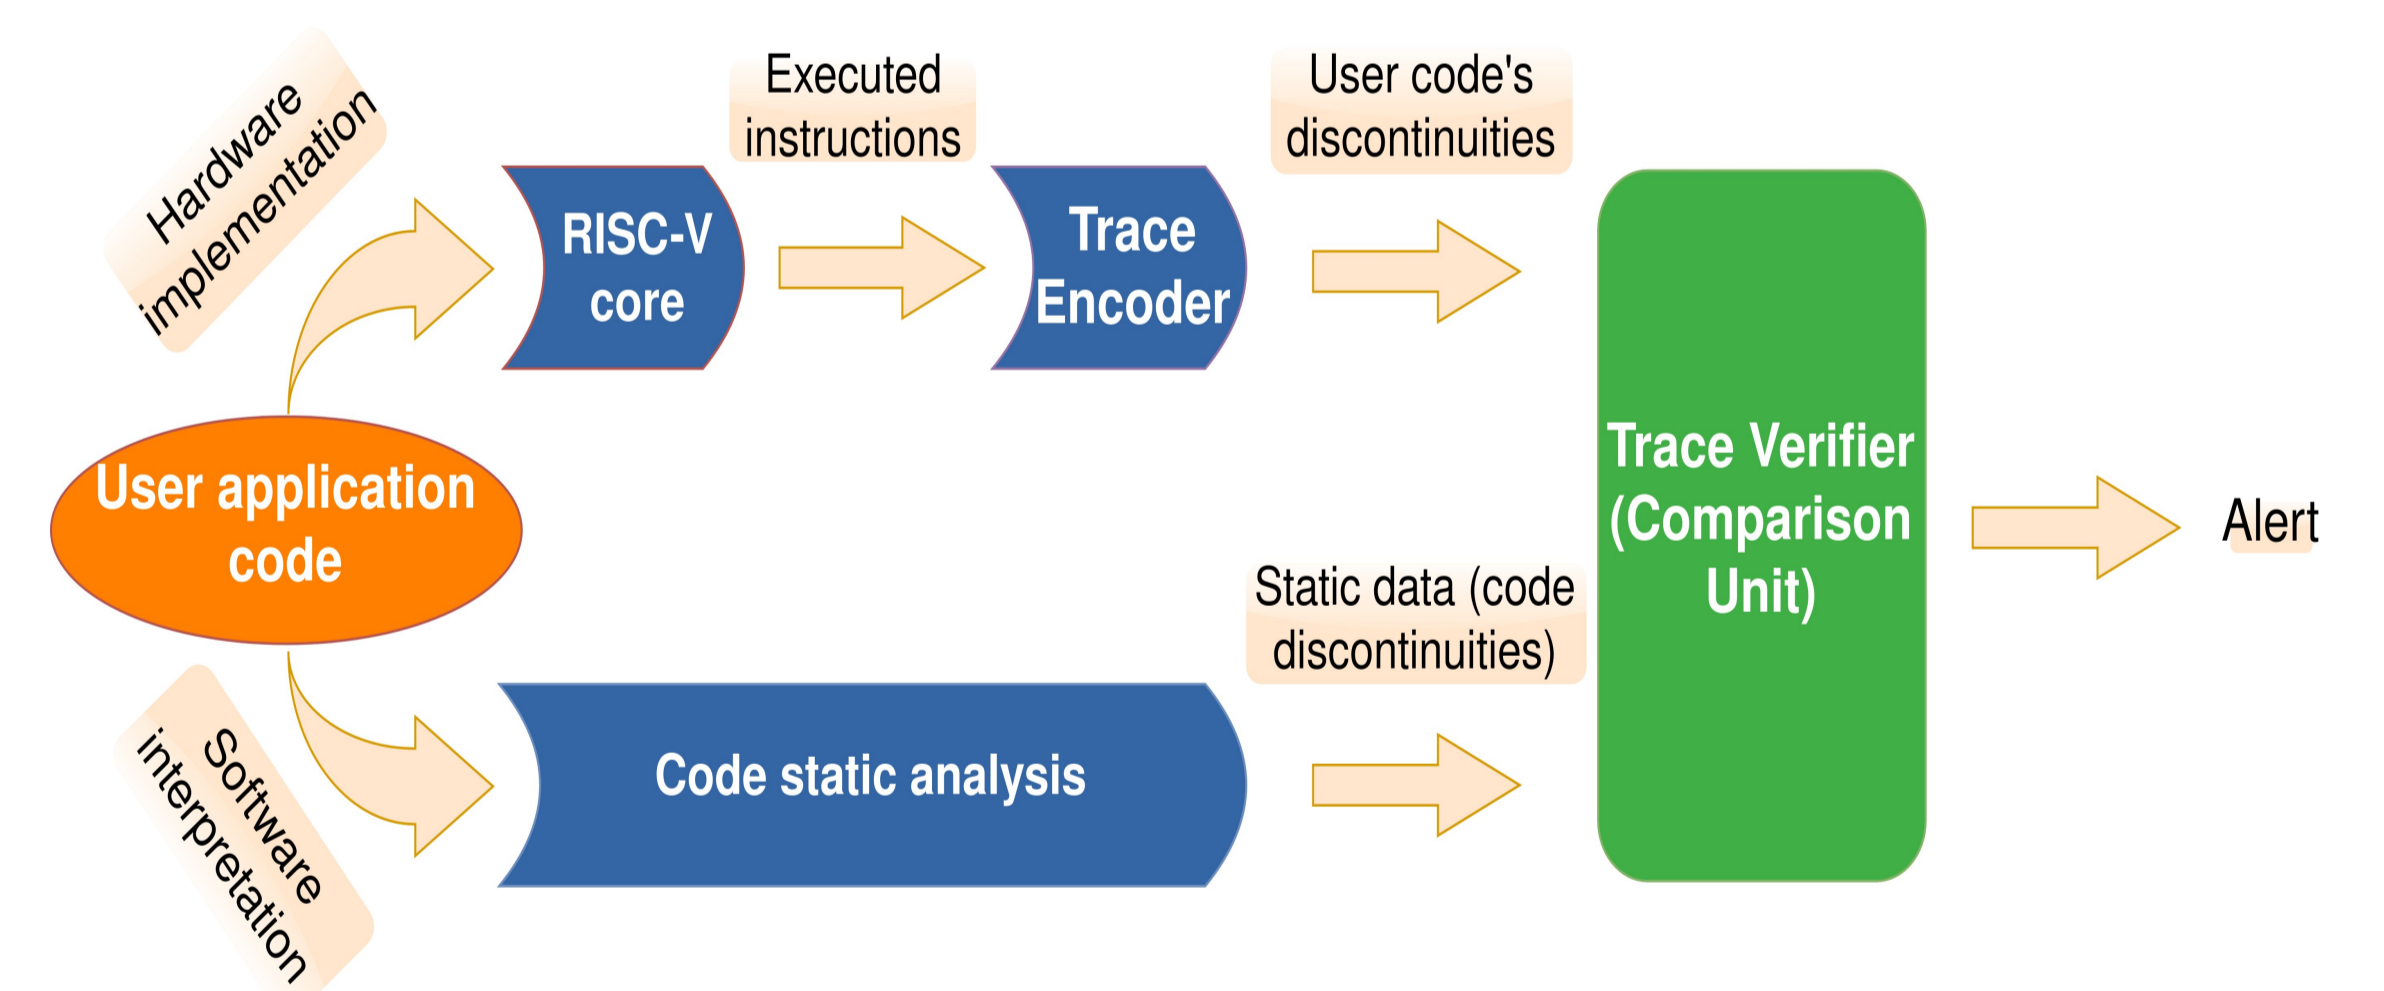 Hardware
implementation
Executed
instructions
User code's
discontinuities
RISC-V
core
Trace
Encoder
User application
code
Trace Verifier
(Comparison
Unit)
Alert
Static data (code
discontinuities)
Software
interpretation
Code static analysis